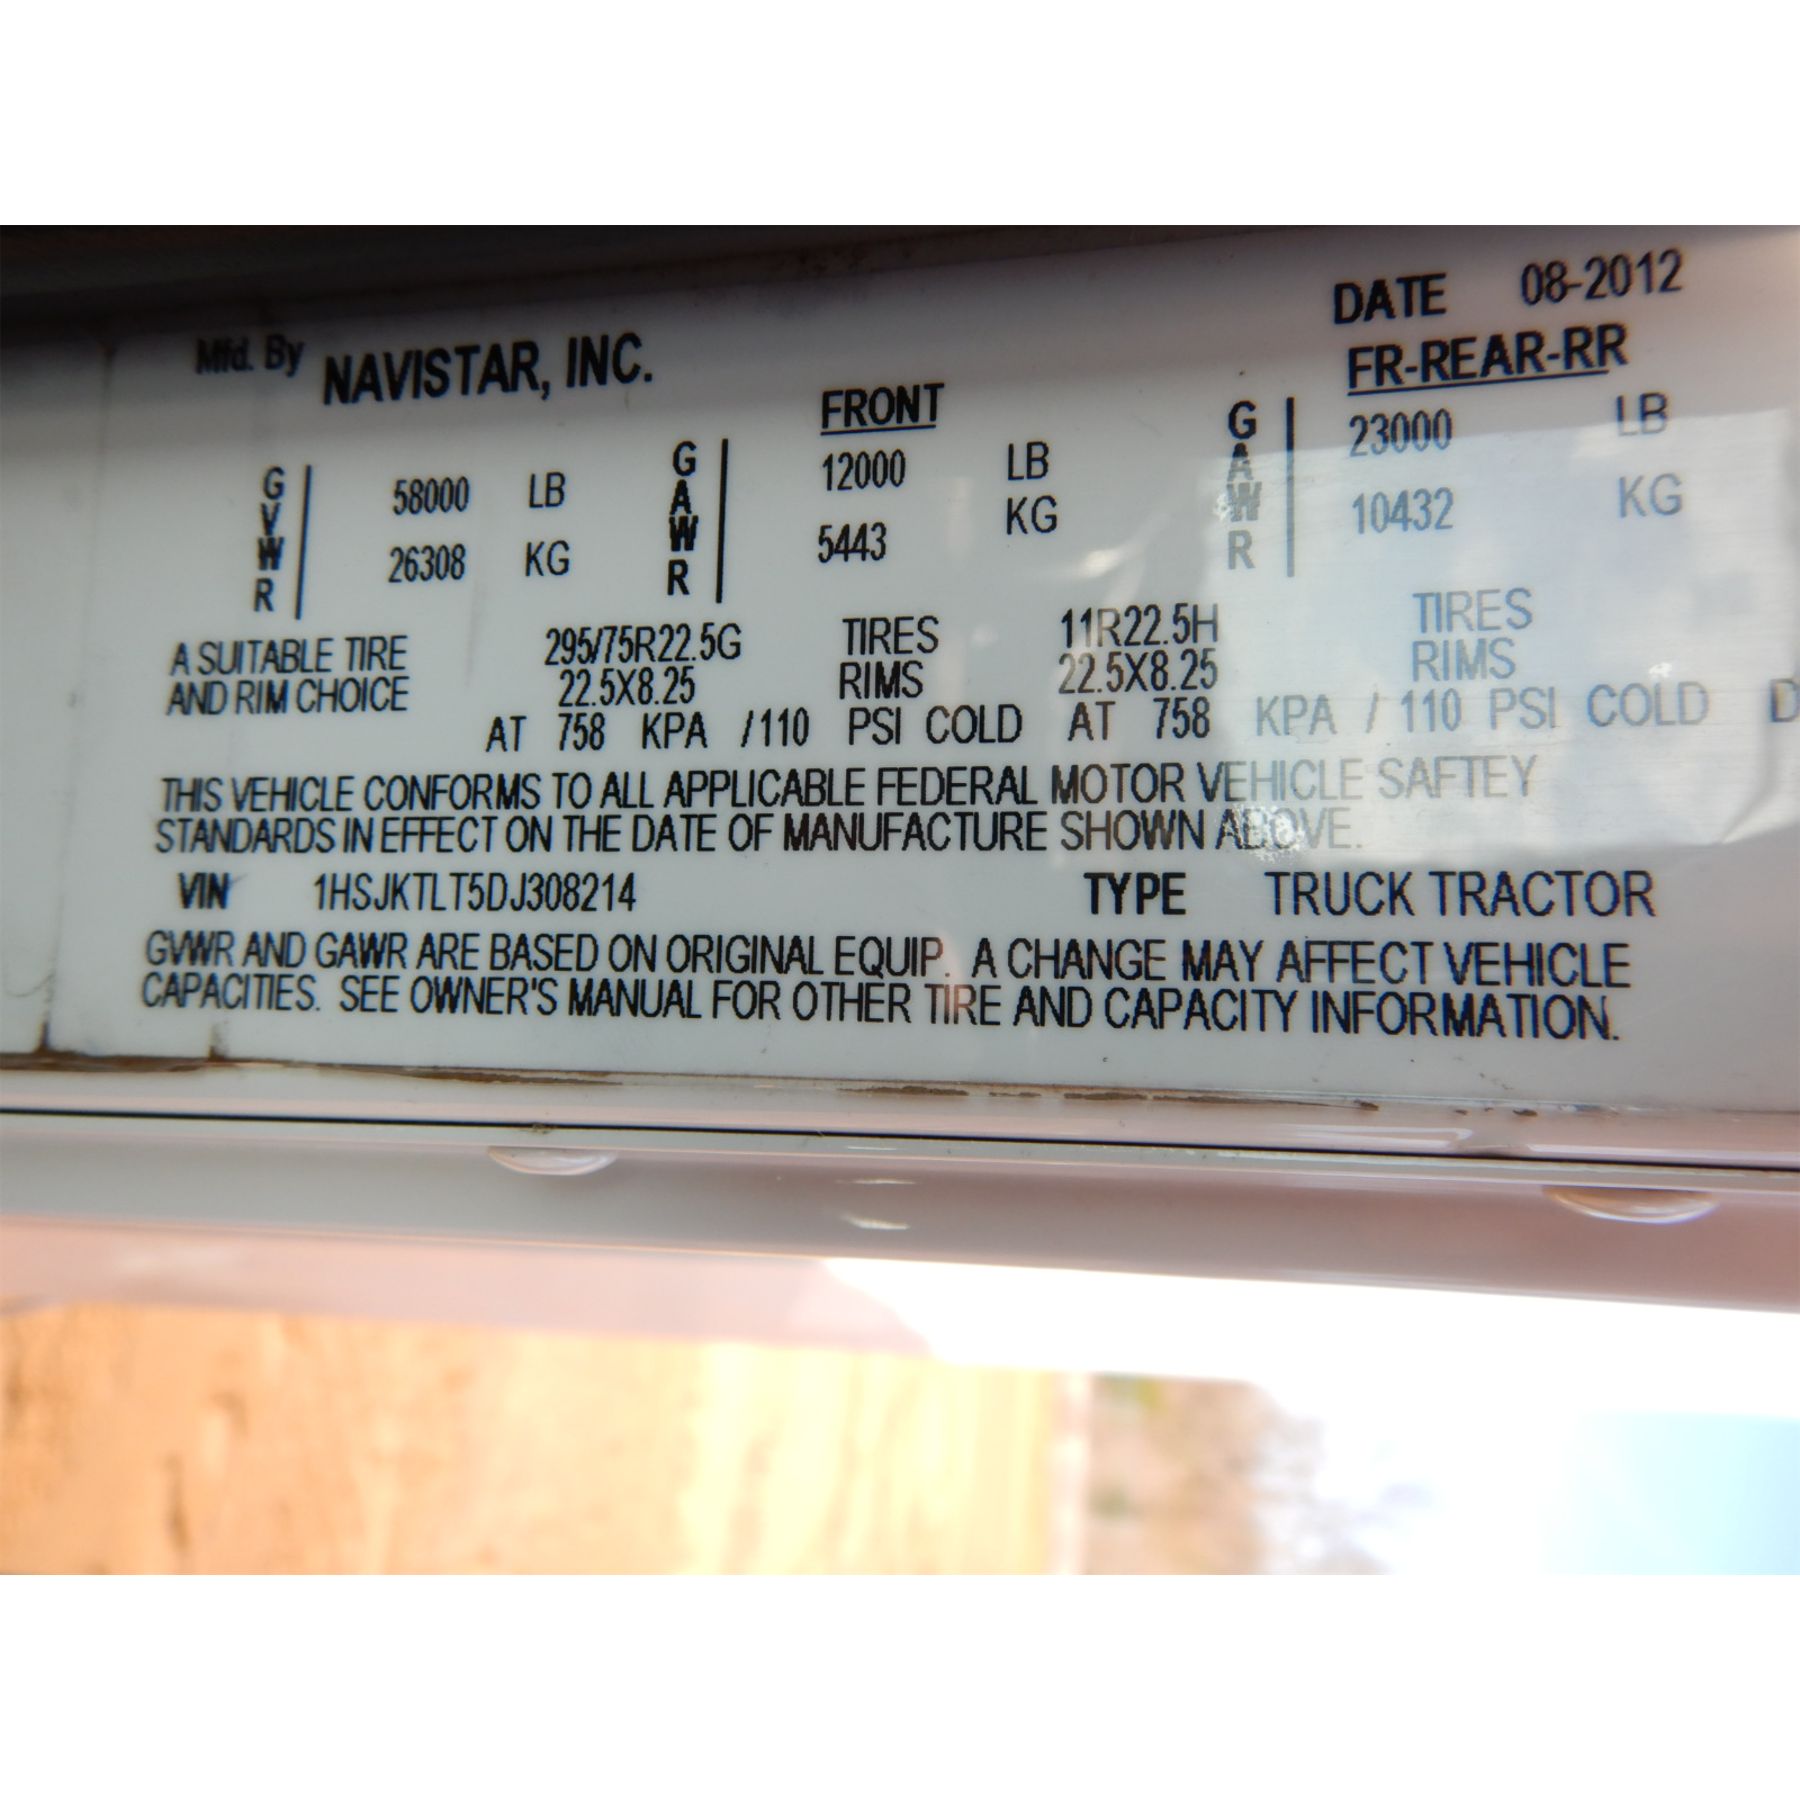 DATE 08-2012
Mfd. By NAVISTAR, INC.
FRONT FR-REAR-RR
GVWR 58000 LB GAWR 12000 LB GAWR 23000 LB
26308 KG 5443 KG 10432 KG
A SUITABLE TIRE 295/75R22.5G TIRES 11R22.5H TIRES
AND RIM CHOICE 22.5X8.25 RIMS 22.5X8.25 RIMS
AT 758 KPA /110 PSI COLD AT 758 KPA / 110 PSI COLD D
THIS VEHICLE CONFORMS TO ALL APPLICABLE FEDERAL MOTOR VEHICLE SAFTEY
STANDARDS IN EFFECT ON THE DATE OF MANUFACTURE SHOWN ABOVE.
VIN 1HSJKTLT5DJ308214 TYPE TRUCK TRACTOR
GVWR AND GAWR ARE BASED ON ORIGINAL EQUIP. A CHANGE MAY AFFECT VEHICLE
CAPACITIES. SEE OWNER'S MANUAL FOR OTHER TIRE AND CAPACITY INFORMATION.